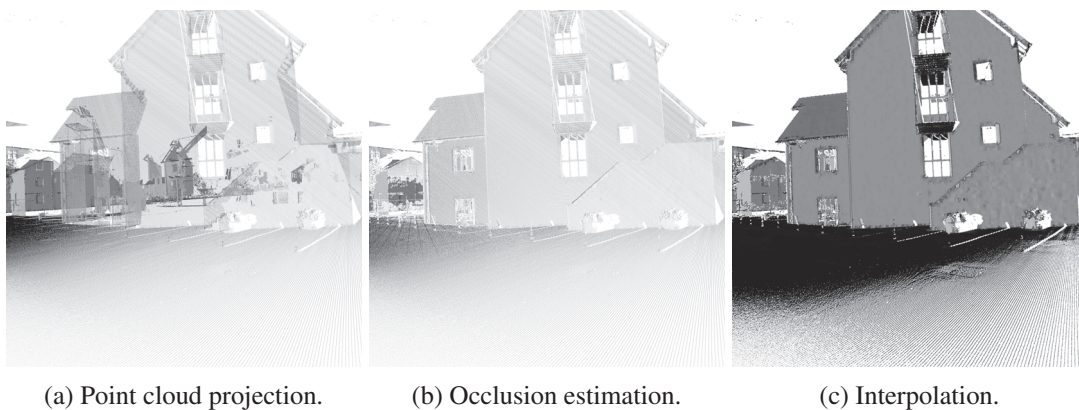 (a) Point cloud projection.
(b) Occlusion estimation.
(c) Interpolation.